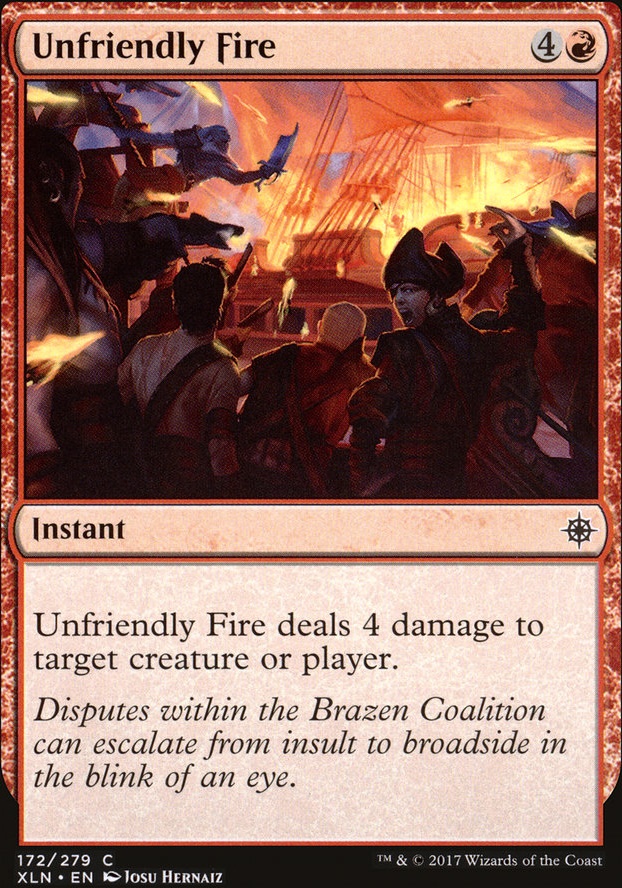 Unfriendly Fire 4
Instant
Unfriendly Fire deals 4 damage to
target creature or player.
Disputes within the Brazen Coalition
can escalate from insult to broadside in
the blink of an eye.
172/279 C
XLN • EN Josu Hernaiz
™ & © 2017 Wizards of the Coast